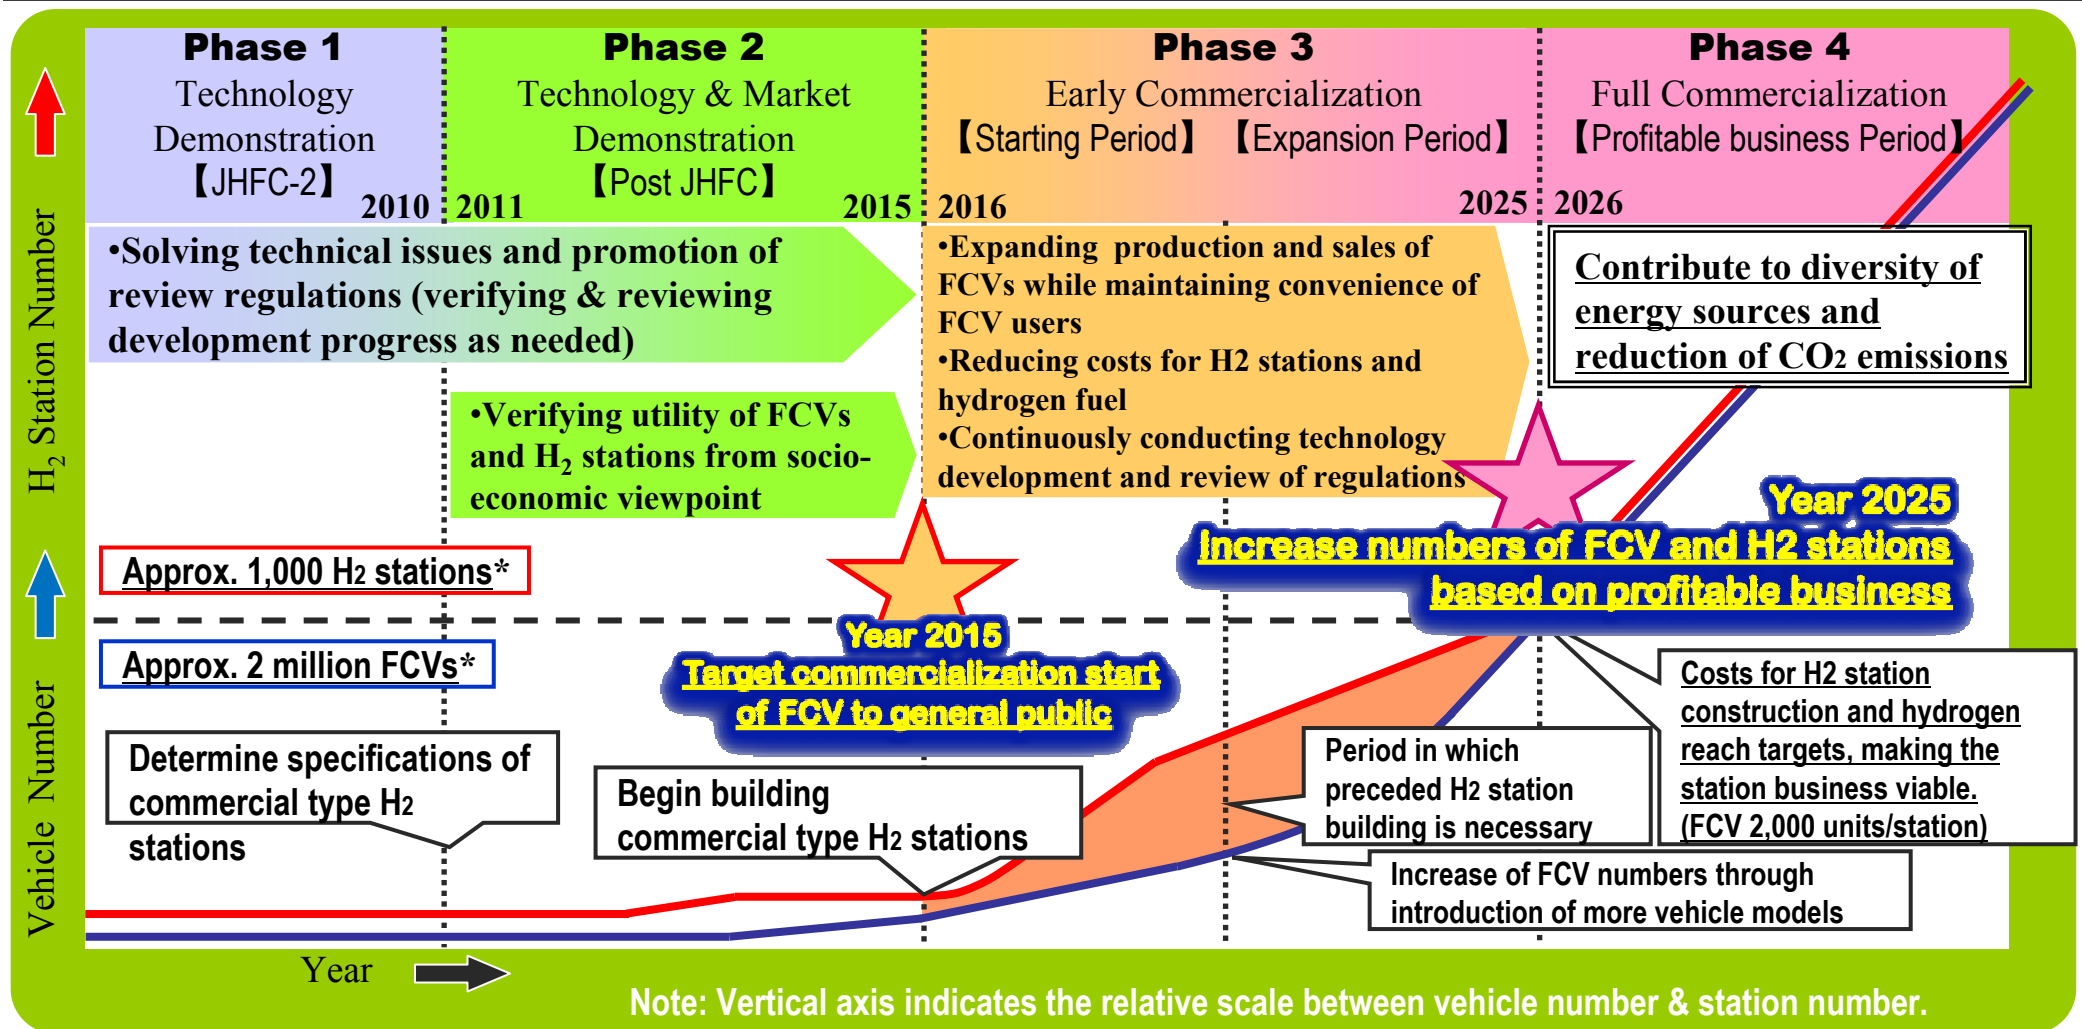 Phase 1
Technology
Demonstration
【JHFC-2】
2010
Phase 2
Technology & Market
Demonstration
【Post JHFC】
2011
2015
Phase 3
Early Commercialization
【Starting Period】 【Expansion Period】
2016
2025
Phase 4
Full Commercialization
【Profitable business Period】
2026
H2 Station Number
Vehicle Number
•Solving technical issues and promotion of
review regulations (verifying & reviewing
development progress as needed)
•Verifying utility of FCVs
and H2 stations from socio-
economic viewpoint
•Expanding production and sales of
FCVs while maintaining convenience of
FCV users
•Reducing costs for H2 stations and
hydrogen fuel
•Continuously conducting technology
development and review of regulations
Contribute to diversity of
energy sources and
reduction of CO2 emissions
Approx. 1,000 H2 stations*
Approx. 2 million FCVs*
Year 2015
Target commercialization start
of FCV to general public
Year 2025
Increase numbers of FCV and H2 stations
based on profitable business
Determine specifications of
commercial type H2
stations
Begin building
commercial type H2 stations
Period in which
preceded H2 station
building is necessary
Costs for H2 station
construction and hydrogen
reach targets, making the
station business viable.
(FCV 2,000 units/station)
Increase of FCV numbers through
introduction of more vehicle models
Year
Note: Vertical axis indicates the relative scale between vehicle number & station number.